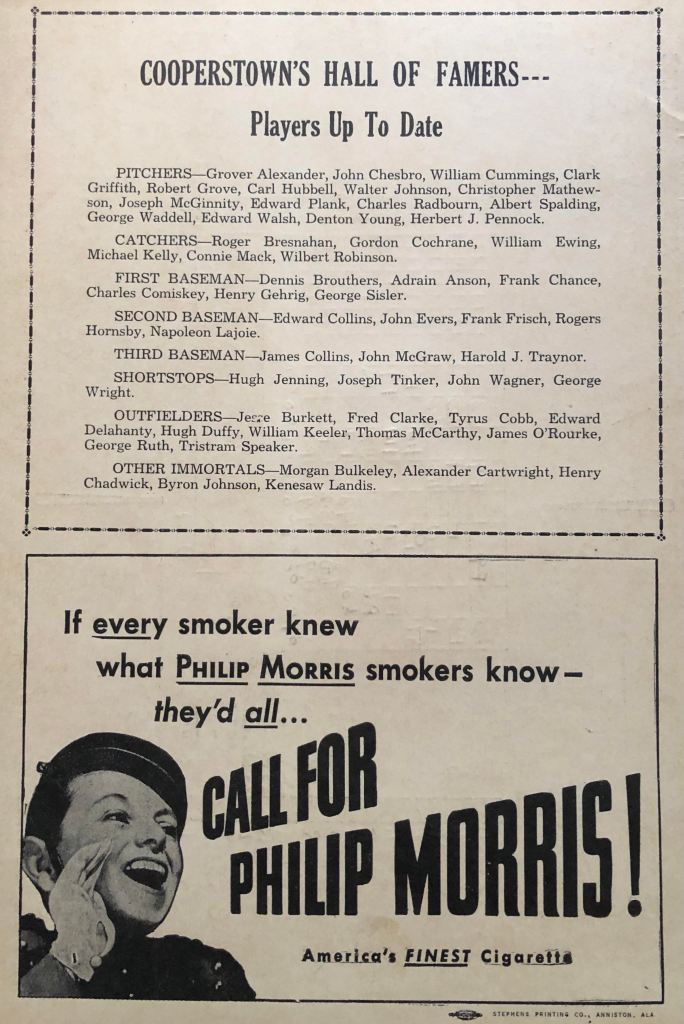 COOPERSTOWN'S HALL OF FAMERS---
Players Up To Date
PITCHERS—Grover Alexander, John Chesbro, William Cummings, Clark
Griffith, Robert Grove, Carl Hubbell, Walter Johnson, Christopher Mathew-
son, Joseph McGinnity, Edward Plank, Charles Radbourn, Albert Spalding,
George Waddell, Edward Walsh, Denton Young, Herbert J. Pennock.
CATCHERS—Roger Bresnahan, Gordon Cochrane, William Ewing,
Michael Kelly, Connie Mack, Wilbert Robinson.
FIRST BASEMAN—Dennis Brouthers, Adrain Anson, Frank Chance,
Charles Comiskey, Henry Gehrig, George Sisler.
SECOND BASEMAN—Edward Collins, John Evers, Frank Frisch, Rogers
Hornsby, Napoleon Lajoie.
THIRD BASEMAN—James Collins, John McGraw, Harold J. Traynor.
SHORTSTOPS—Hugh Jenning, Joseph Tinker, John Wagner, George
Wright.
OUTFIELDERS—Jesse Burkett, Fred Clarke, Tyrus Cobb, Edward
Delahanty, Hugh Duffy, William Keeler, Thomas McCarthy, James O'Rourke,
George Ruth, Tristram Speaker.
OTHER IMMORTALS—Morgan Bulkeley, Alexander Cartwright, Henry
Chadwick, Byron Johnson, Kenesaw Landis.
If every smoker knew
what PHILIP MORRIS smokers know—
they'd all...
CALL FOR
PHILIP MORRIS!
America's FINEST Cigarette
STEPHENS PRINTING CO., ANNISTON, ALA